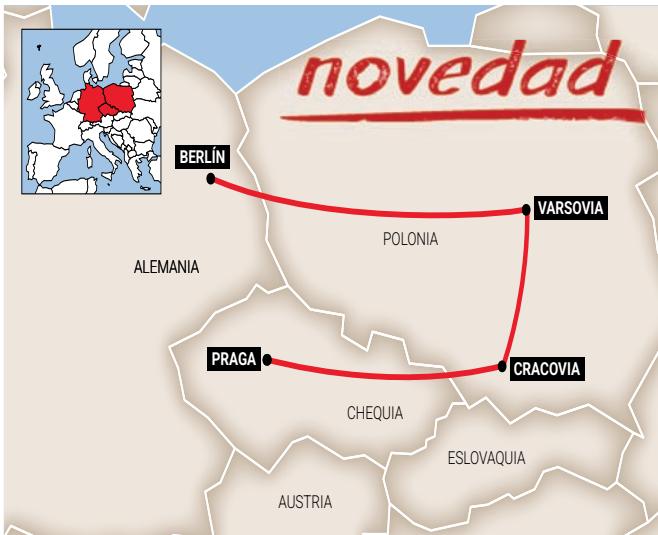 novedad
BERLÍN
VARSOVIA
POLONIA
ALEMANIA
PRAGA
CRACOVIA
CHEQUIA
ESLOVAQUIA
AUSTRIA